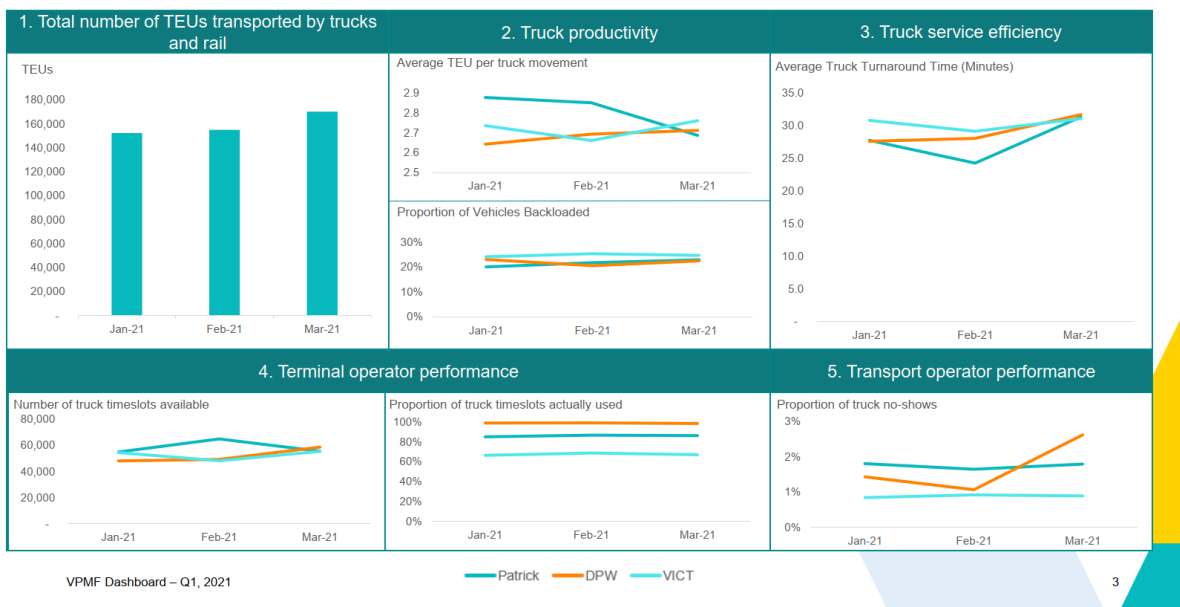 1. Total number of TEUs transported by trucks
and rail
2. Truck productivity
3. Truck service efficiency
TEUs
180,000
160,000
140,000
120,000
100,000
80,000
60,000
40,000
20,000
-
Jan-21 Feb-21 Mar-21
Average TEU per truck movement
2.9
2.8
2.7
2.6
2.5
Jan-21 Feb-21 Mar-21
Proportion of Vehicles Backloaded
30%
20%
10%
0%
Jan-21 Feb-21 Mar-21
Average Truck Turnaround Time (Minutes)
35.0
30.0
25.0
20.0
15.0
10.0
5.0
-
Jan-21 Feb-21 Mar-21
4. Terminal operator performance
5. Transport operator performance
Number of truck timeslots available
80,000
60,000
40,000
20,000
-
Jan-21 Feb-21 Mar-21
Proportion of truck timeslots actually used
100%
80%
60%
40%
20%
0%
Jan-21 Feb-21 Mar-21
Proportion of truck no-shows
3%
2%
1%
0%
Jan-21 Feb-21 Mar-21
VPMF Dashboard – Q1, 2021
Patrick DPW VICT
3